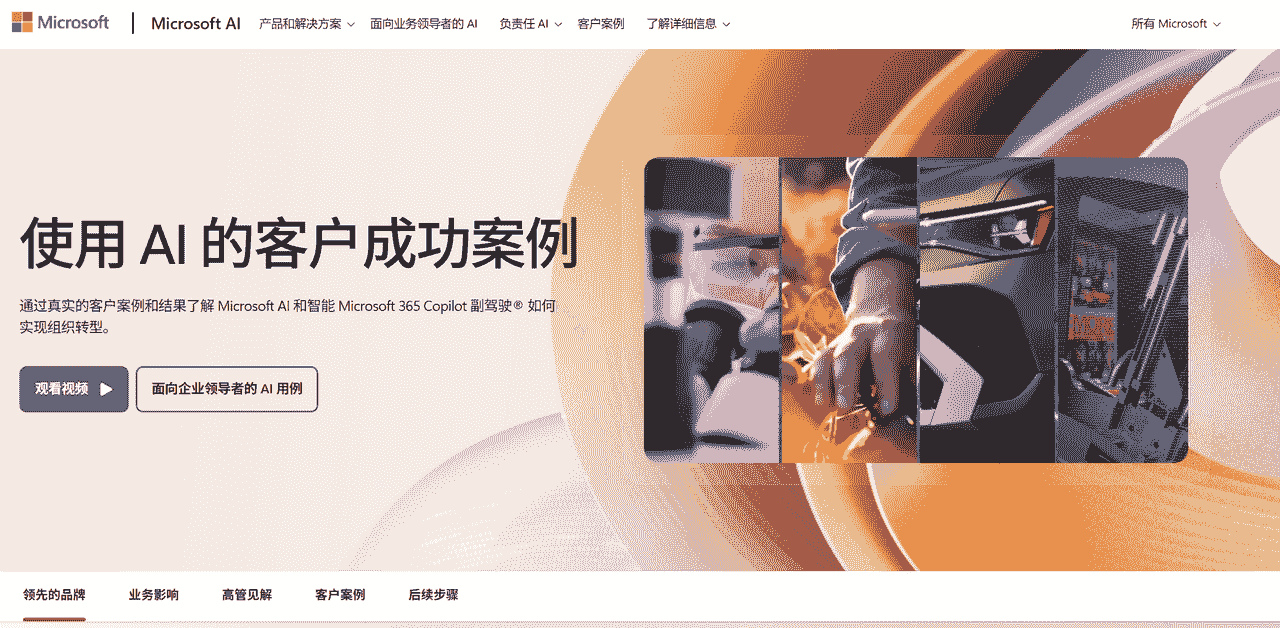 Microsoft
Microsoft AI
产品和解决方案
面向业务领导者的 AI
负责任 AI
客户案例
了解详细信息
所有 Microsoft
使用 AI 的客户成功案例
通过真实的客户案例和结果了解 Microsoft AI 和智能 Microsoft 365 Copilot 副驾驶® 如何
实现组织转型。
观看视频
面向企业领导者的 AI 用例
领先的品牌
业务影响
高管见解
客户案例
后续步骤